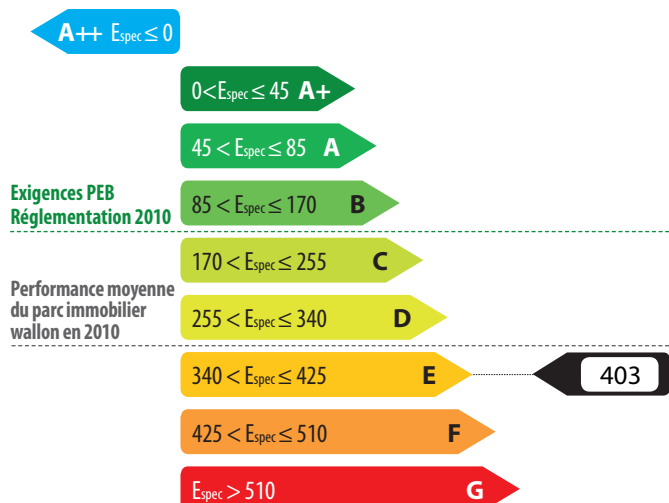 A++ Espec ≤ 0
0<Espec ≤ 45 A+
45 < Espec ≤ 85 A
Exigences PEB
Réglementation 2010
85 < Espec ≤ 170 B
170 < Espec ≤ 255 C
Performance moyenne
du parc immobilier
wallon en 2010
255 < Espec ≤ 340 D
340 < Espec ≤ 425 E
403
425 < Espec ≤ 510 F
Espec > 510 G